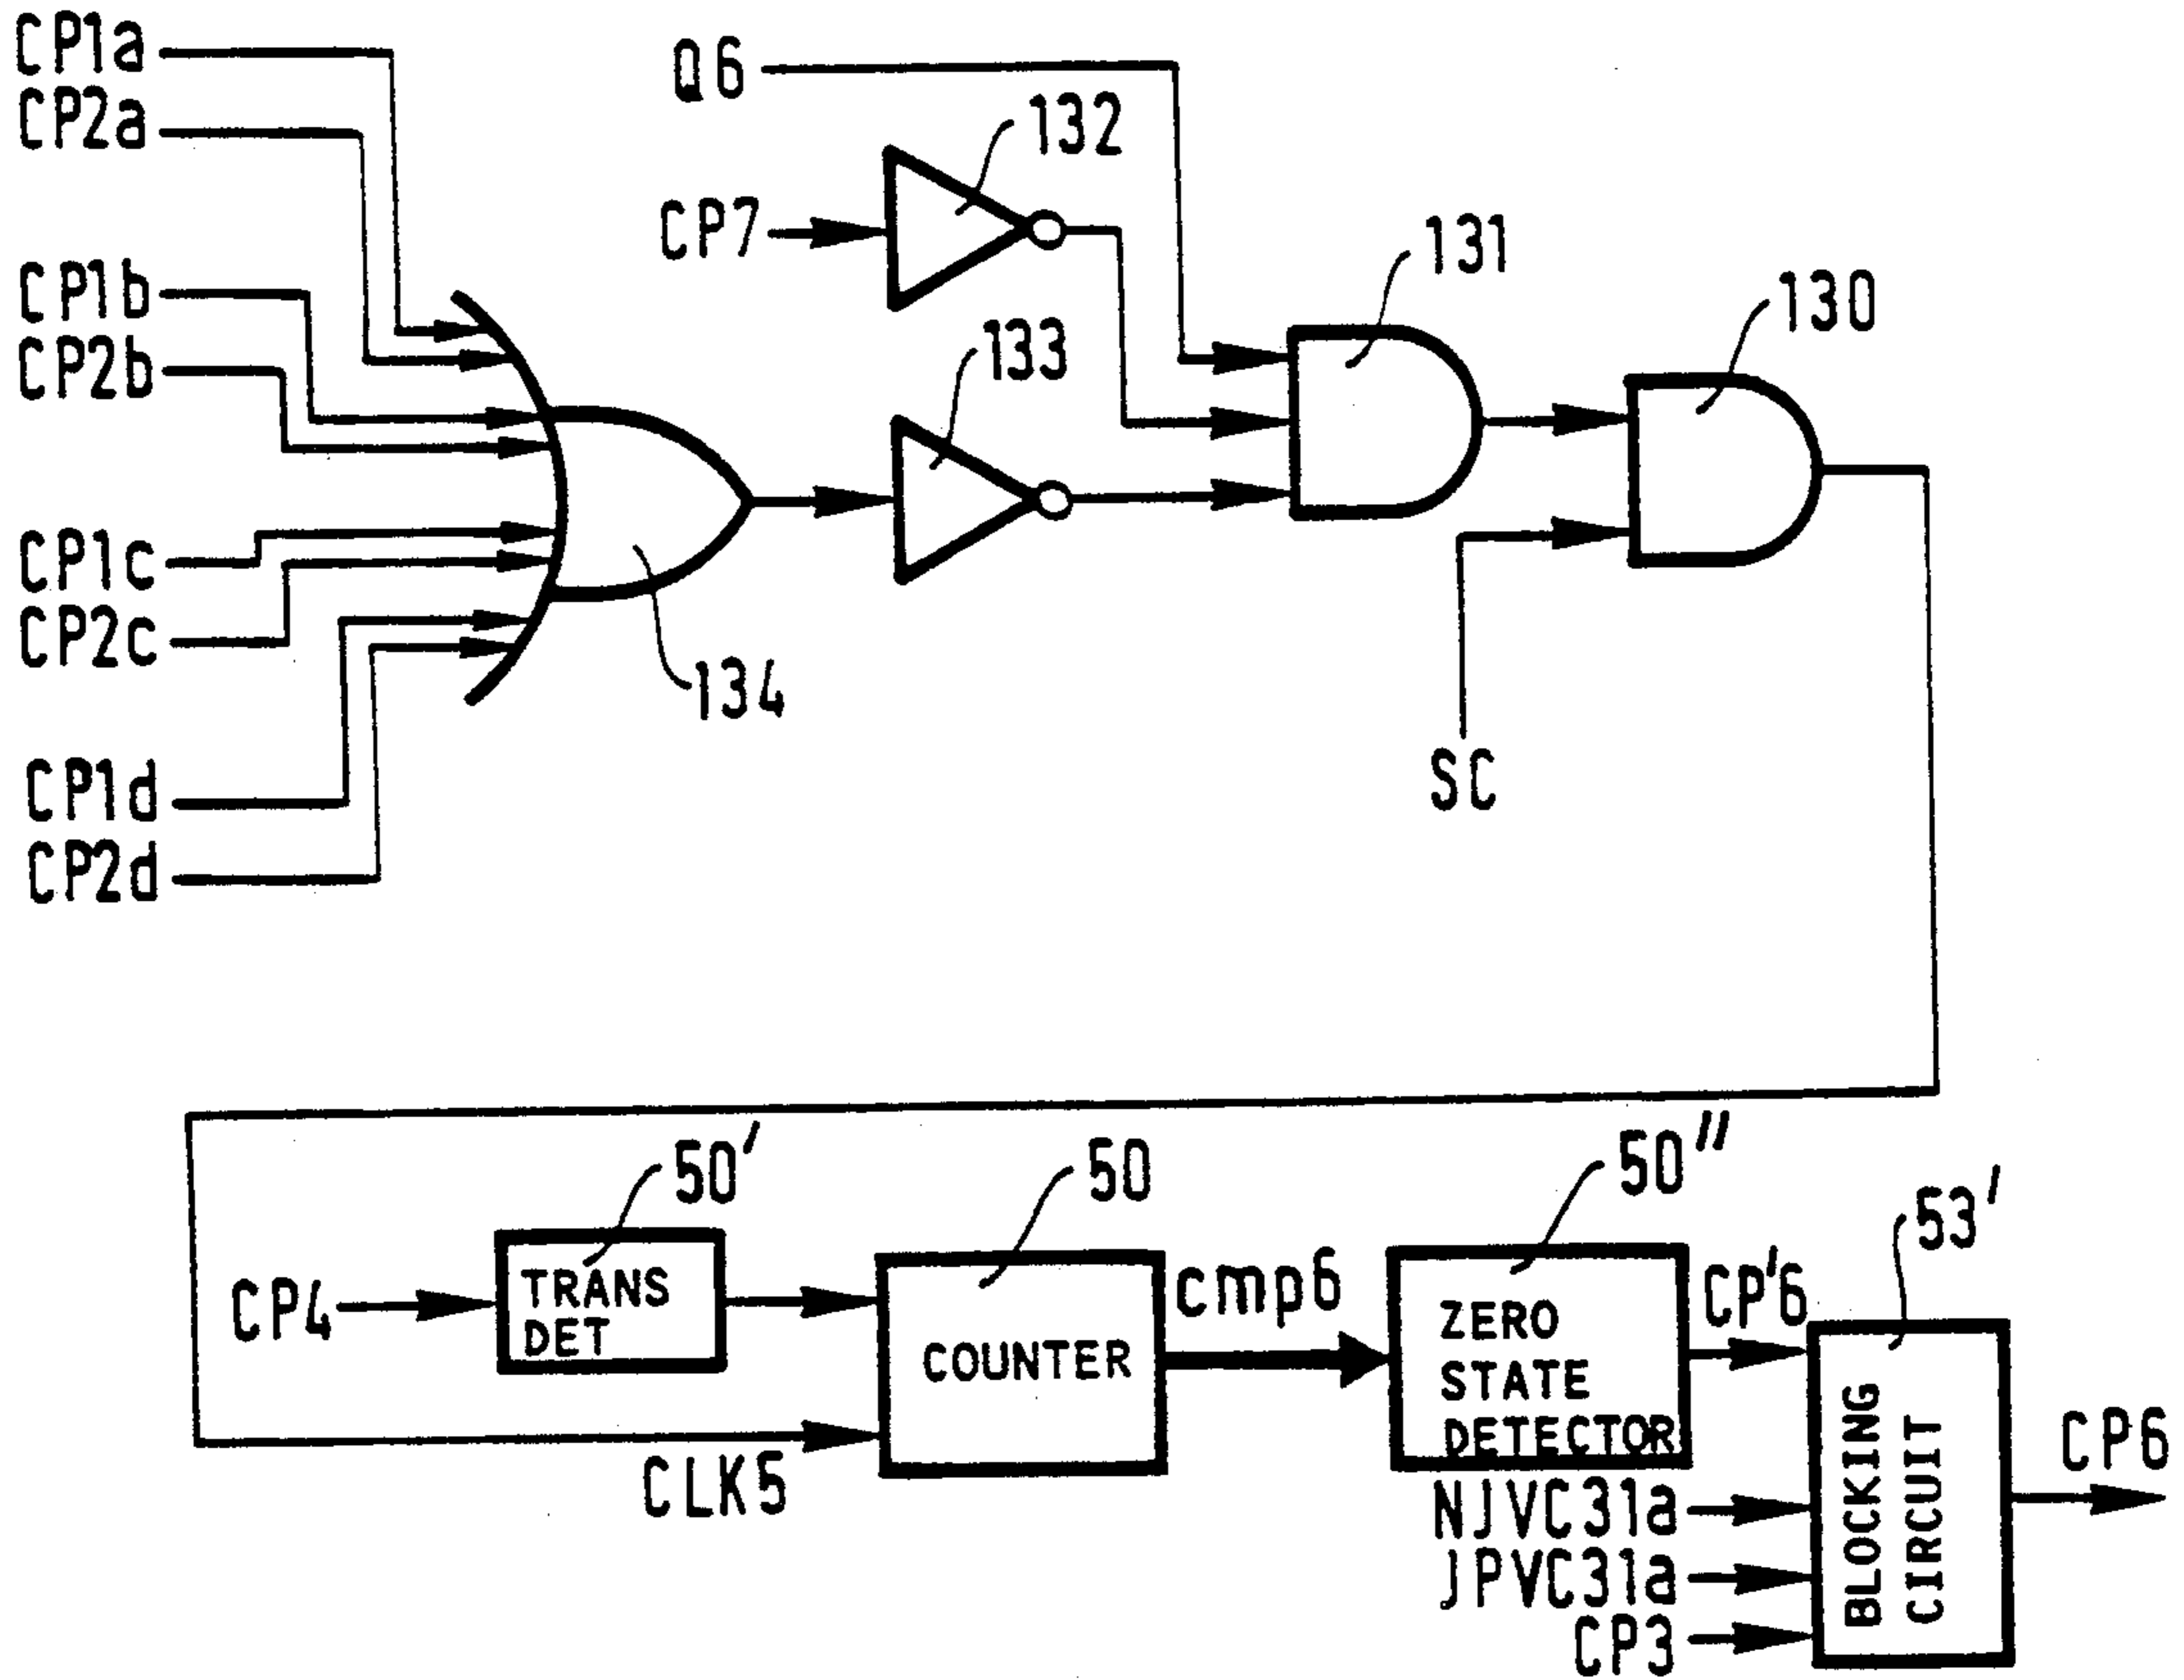 CP1a
CP2a
CP1b
CP2b
CP1c
CP2c
CP1d
CP2d
134
Q6
132
CP7
133
131
130
SC
50'
CP4
TRANS
DET
50
COUNTER
CLK5
cmp6
50"
ZERO
STATE
DETECTOR
CP'6
53'
NJVC31a
JPVC31a
CP3
BLOCKING
CIRCUIT
CP6